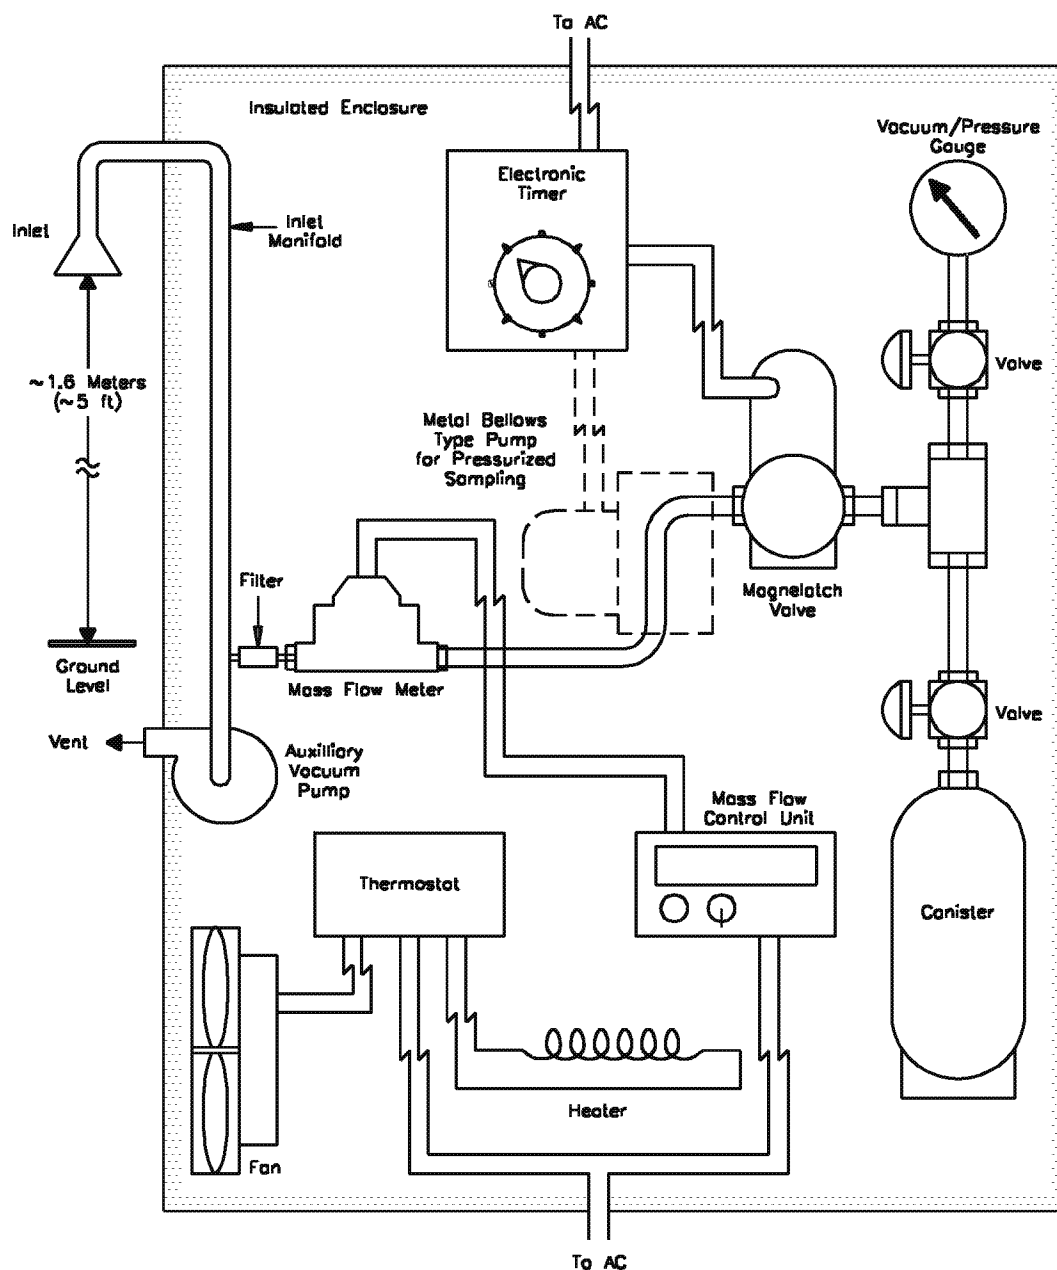 To AC
Insulated Enclosure
Vacuum/Pressure
Gauge
Electronic
Timer
Inlet
Inlet
Manifold
~1.6 Meters
(~5 ft)
Valve
Metal Bellows
Type Pump
for Pressurized
Sampling
Magnelatch
Valve
Filter
Ground
Level
Mass Flow Meter
Valve
Vent
Auxilliary
Vacuum
Pump
Mass Flow
Control Unit
Thermostat
Canister
Heater
Fan
To AC